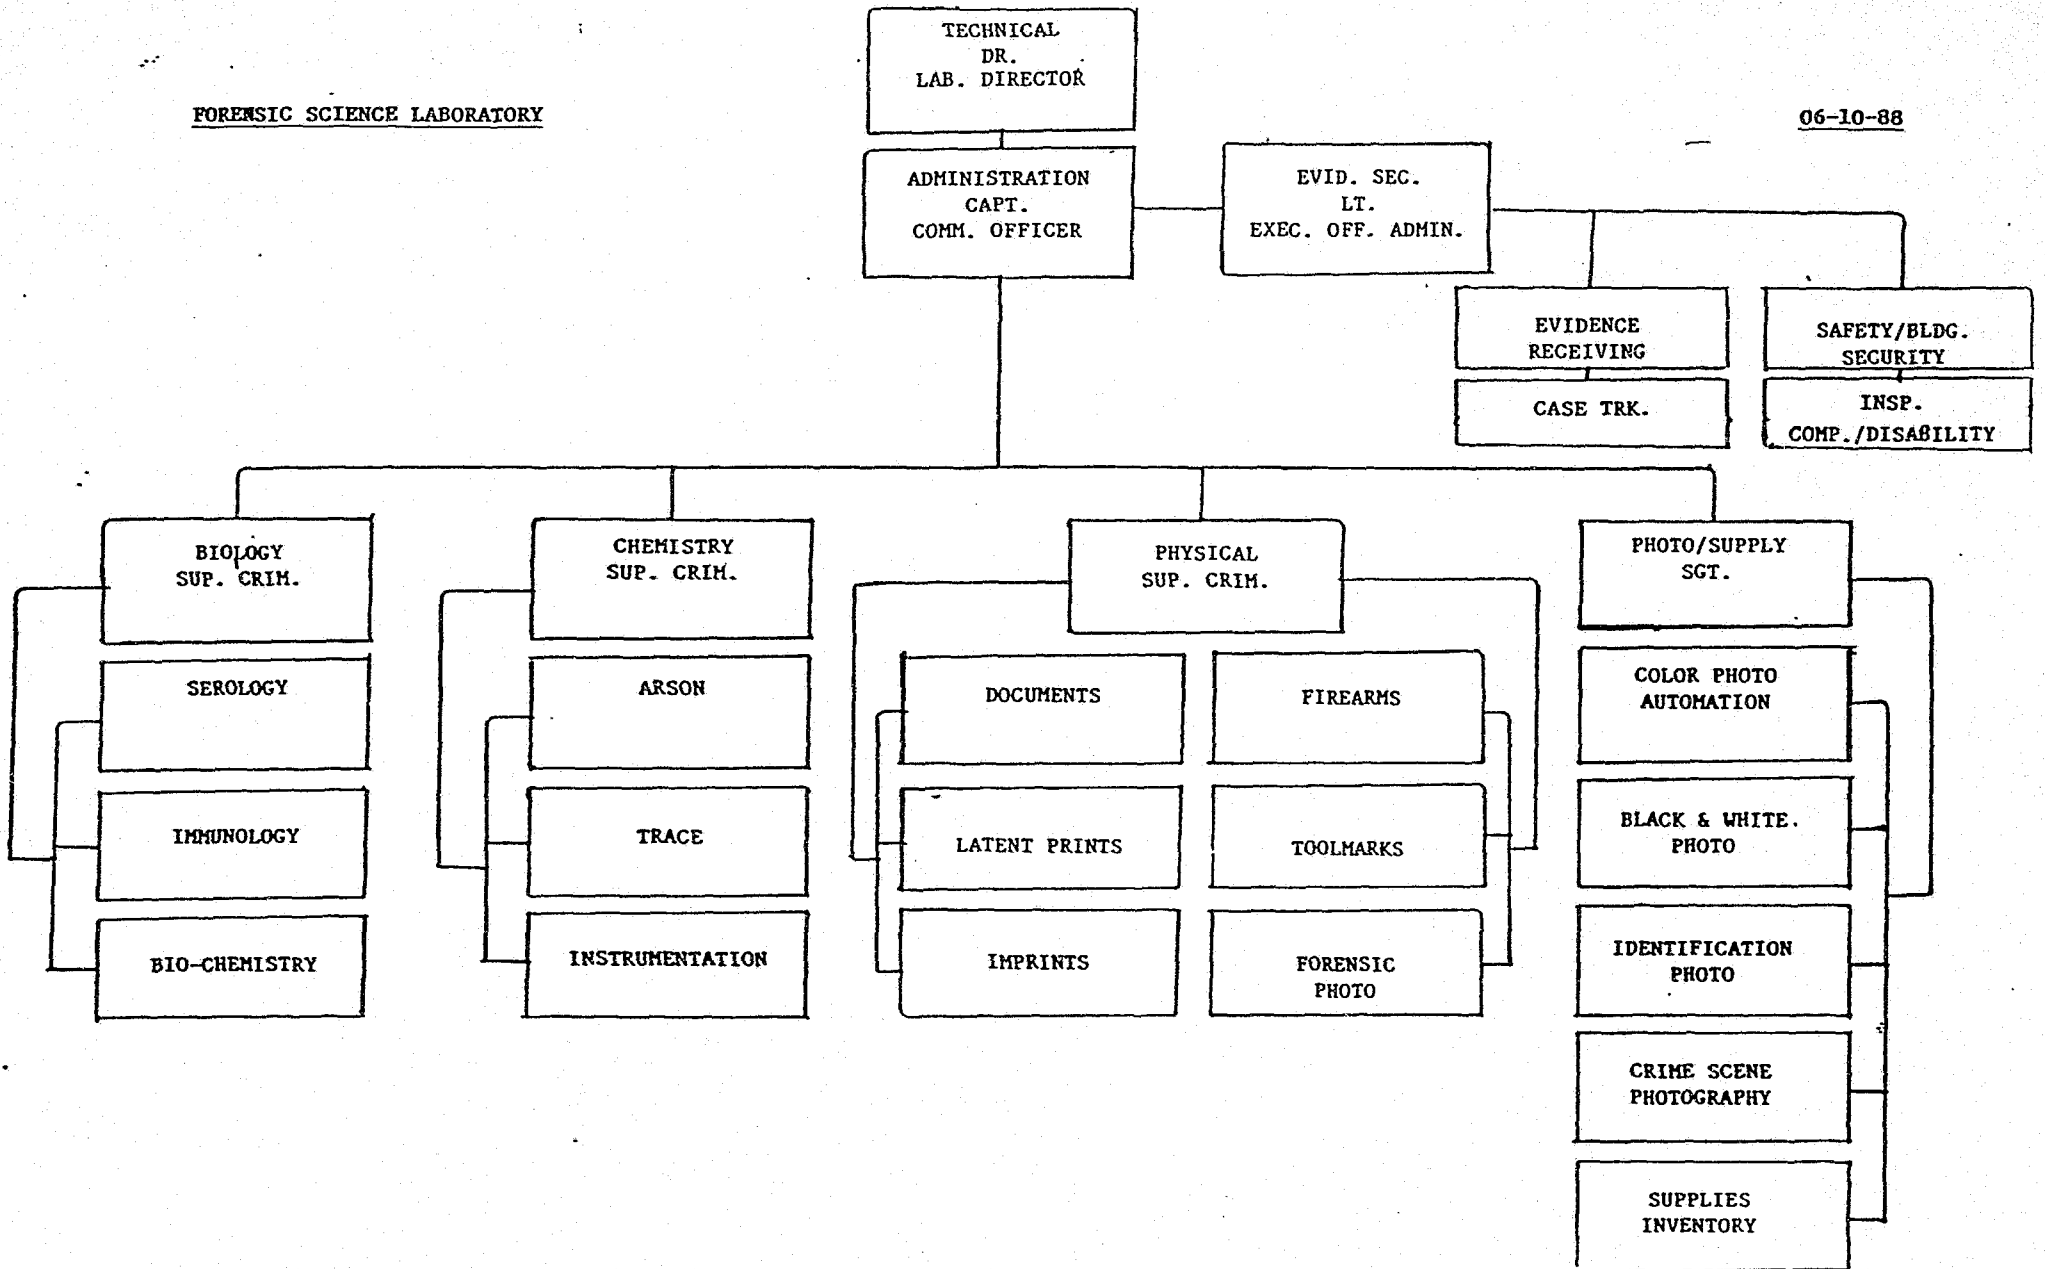 TECHNICAL
DR.
LAB. DIRECTOR
FORENSIC SCIENCE LABORATORY
06-10-88
ADMINISTRATION
CAPT.
COMM. OFFICER
EVID. SEC.
LT.
EXEC. OFF. ADMIN.
EVIDENCE
RECEIVING
SAFETY/BLDG.
SECURITY
CASE TRK.
INSP.
COMP./DISABILITY
BIOLOGY
SUP. CRIM.
CHEMISTRY
SUP. CRIM.
PHYSICAL
SUP. CRIM.
PHOTO/SUPPLY
SGT.
SEROLOGY
ARSON
DOCUMENTS
FIREARMS
COLOR PHOTO
AUTOMATION
IMMUNOLOGY
TRACE
LATENT PRINTS
TOOLMARKS
BLACK & WHITE.
PHOTO
BIO-CHEMISTRY
INSTRUMENTATION
IMPRINTS
FORENSIC
PHOTO
IDENTIFICATION
PHOTO
CRIME SCENE
PHOTOGRAPHY
SUPPLIES
INVENTORY